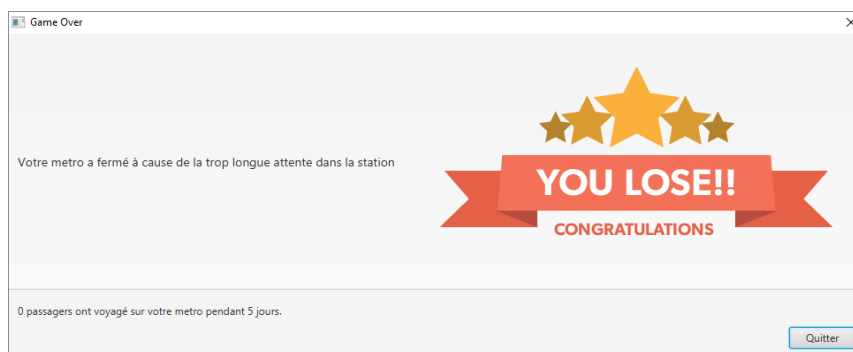 Game Over
Votre metro a fermé à cause de la trop longue attente dans la station
YOU LOSE!!
CONGRATULATIONS
0 passagers ont voyagé sur votre metro pendant 5 jours.
Quitter